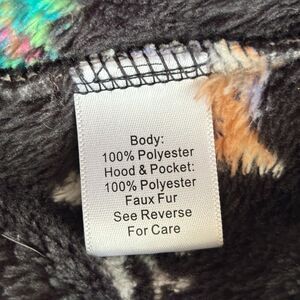 Body:
100% Polyester
Hood & Pocket:
100% Polyester
Faux Fur
See Reverse
For Care